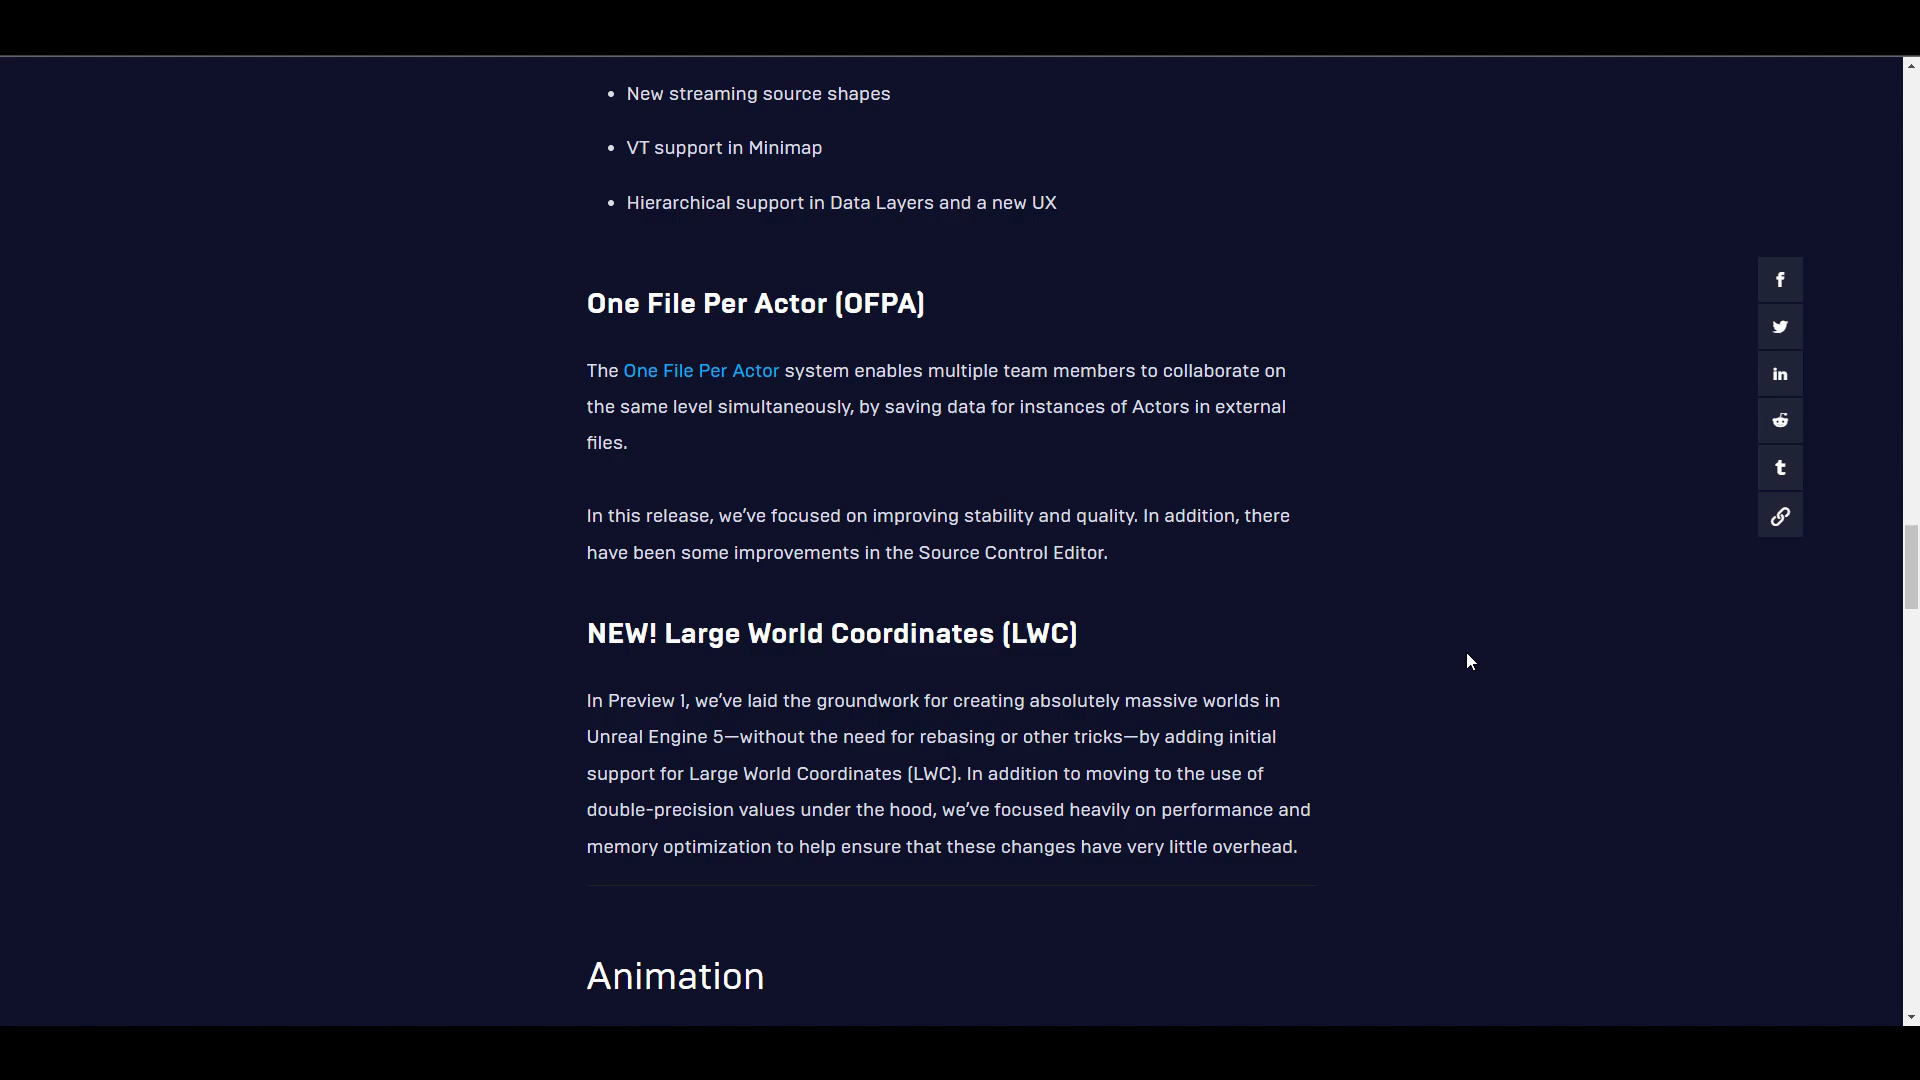 New streaming source shapes
VT support in Minimap
Hierarchical support in Data Layers and a new UX
One File Per Actor (OFPA)
The One File Per Actor system enables multiple team members to collaborate on
the same level simultaneously, by saving data for instances of Actors in external
files.
In this release, we’ve focused on improving stability and quality. In addition, there
have been some improvements in the Source Control Editor.
NEW! Large World Coordinates (LWC)
In Preview 1, we’ve laid the groundwork for creating absolutely massive worlds in
Unreal Engine 5—without the need for rebasing or other tricks—by adding initial
support for Large World Coordinates (LWC). In addition to moving to the use of
double-precision values under the hood, we’ve focused heavily on performance and
memory optimization to help ensure that these changes have very little overhead.
Animation